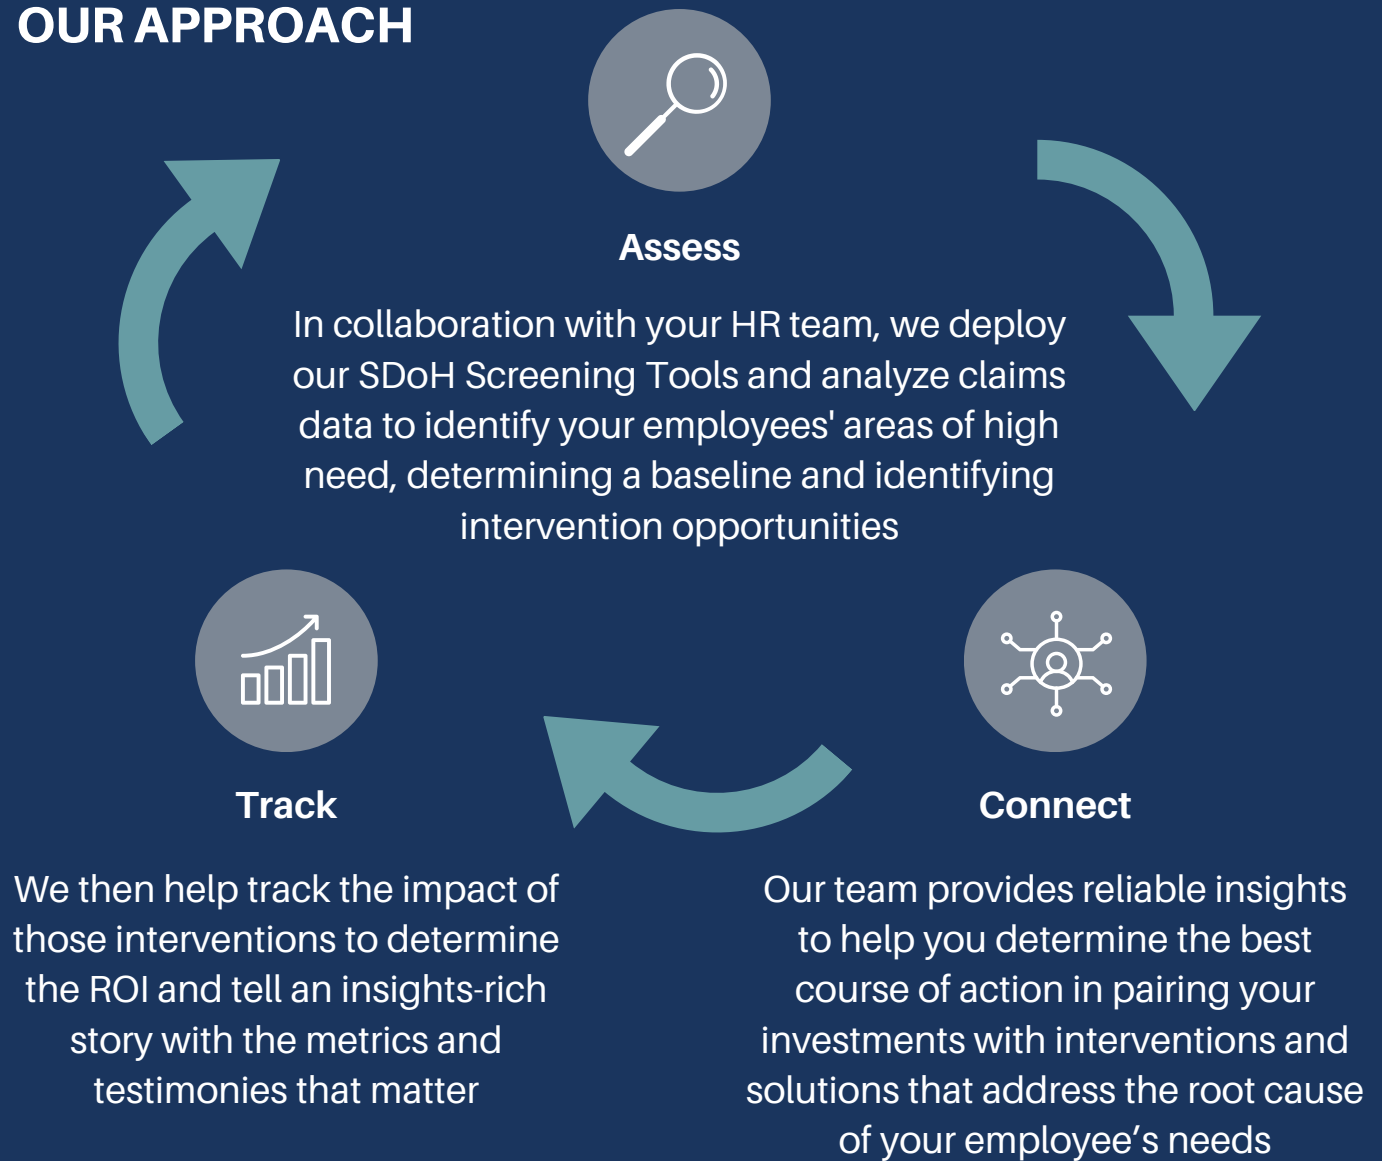 OUR APPROACH
Assess
In collaboration with your HR team, we deploy
our SDoH Screening Tools and analyze claims
data to identify your employees' areas of high
need, determining a baseline and identifying
intervention opportunities
Connect
Our team provides reliable insights
to help you determine the best
course of action in pairing your
investments with interventions and
solutions that address the root cause
of your employee’s needs
Track
We then help track the impact of
those interventions to determine
the ROI and tell an insights-rich
story with the metrics and
testimonies that matter